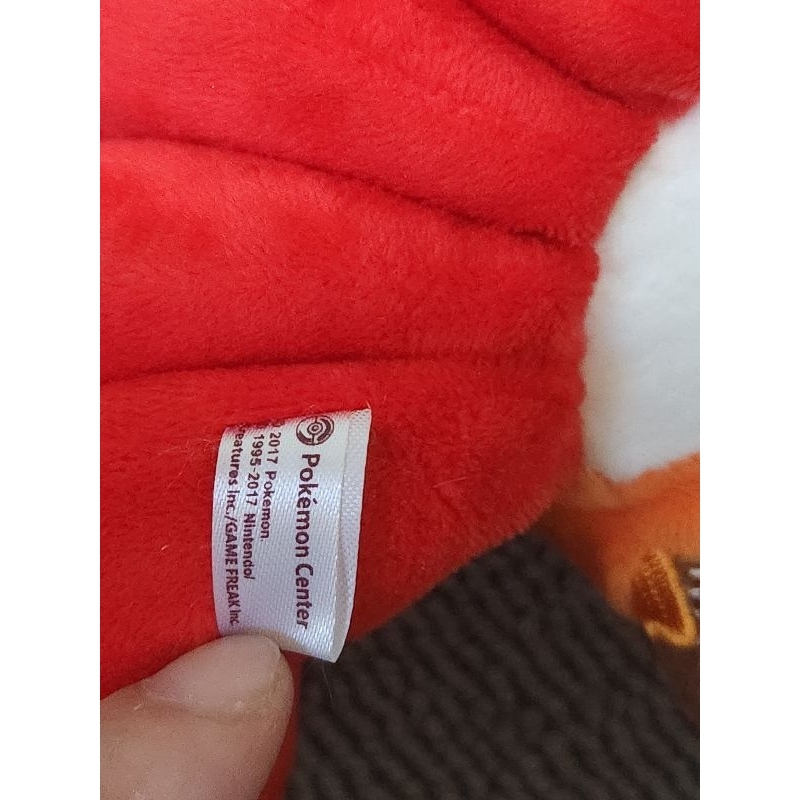 Pokémon Center
2017 Pokémon.
1995-2017 Nintendo/
Creatures Inc./GAME FREAK inc.